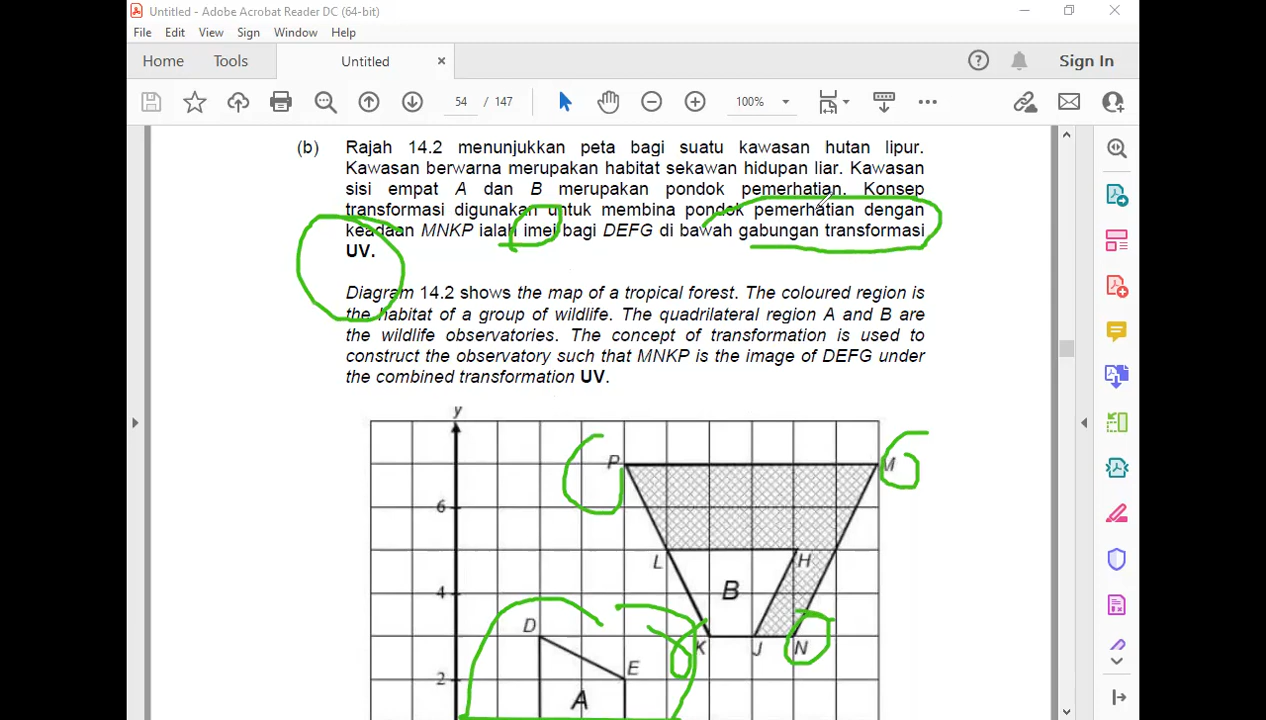 Untitled - Adobe Acrobat Reader DC (64-bit)
File Edit View Sign Window Help
Home Tools Untitled × ? Sign In
54 / 147 100%
(b) Rajah 14.2 menunjukkan peta bagi suatu kawasan hutan lipur.
Kawasan berwarna merupakan habitat sekawan hidupan liar. Kawasan
sisi empat A dan B merupakan pondok pemerhatian. Konsep
transformasi digunakan untuk membina pondok pemerhatian dengan
keadaan MNKP ialah imei bagi DEFG di bawah gabungan transformasi
UV.
Diagram 14.2 shows the map of a tropical forest. The coloured region is
the habitat of a group of wildlife. The quadrilateral region A and B are
the wildlife observatories. The concept of transformation is used to
construct the observatory such that MNKP is the image of DEFG under
the combined transformation UV.
y
P M
6
L H
B
4
D K J N
E
2 A